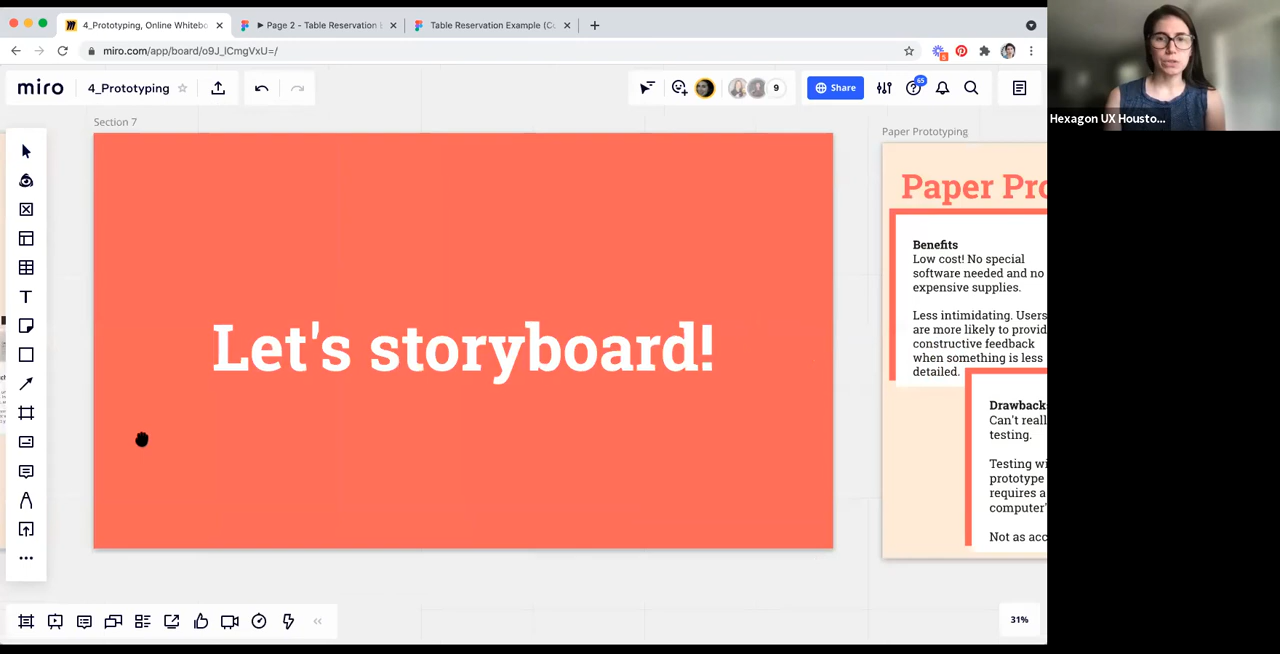 4_Prototyping, Online Whitebo
Page 2 - Table Reservation
Table Reservation Example (Co
miro.com/app/board/o9J_lCmgVxU=/
5
miro
4_Prototyping
9
Share
65
Section 7
Let's storyboard!
Paper Prototyping
Paper Pro
Benefits
Low cost! No special
software needed and no
expensive supplies.
Less intimidating. Users
are more likely to provid
constructive feedback
when something is less
detailed.
Drawback
Can't reall
testing.
Testing wi
prototype
requires a
computer'
Not as acc
31%
Hexagon UX Housto...